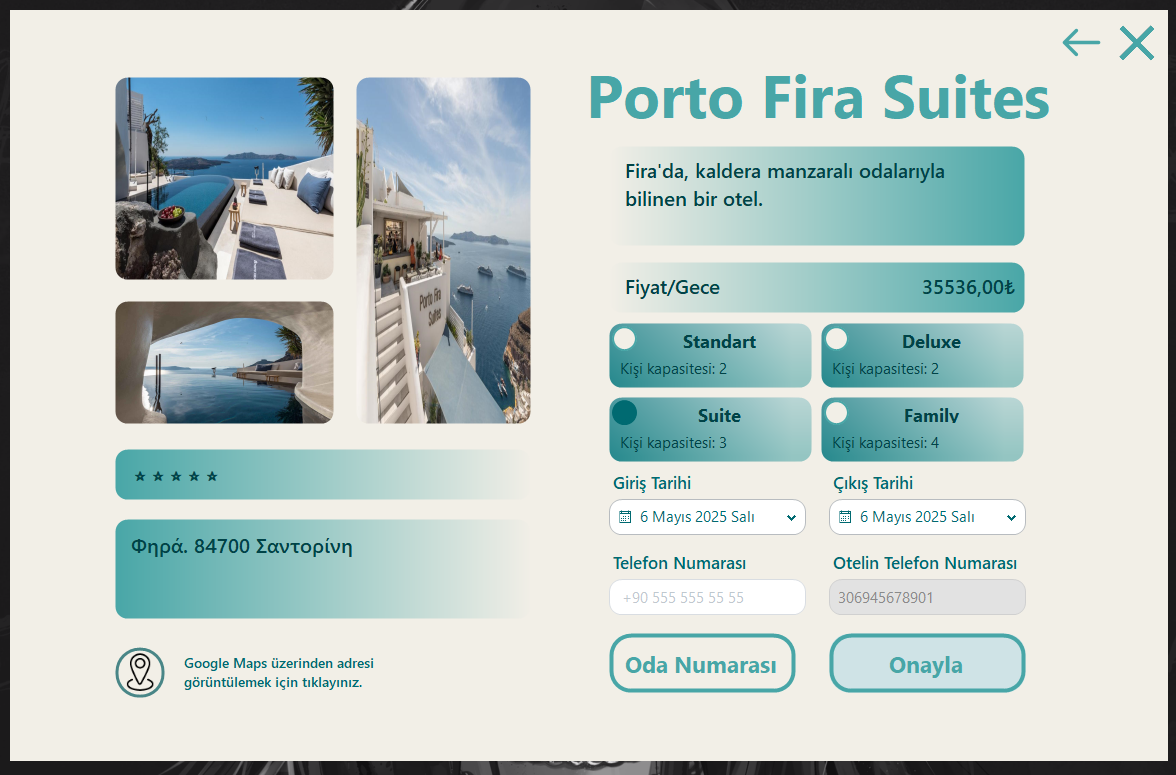 Porto Fira Suites
Fira'da, kaldera manzaralı odalarıyla
bilinen bir otel.
Fiyat/Gece 35536,00₺
Standart
Kişi kapasitesi: 2
Deluxe
Kişi kapasitesi: 2
Suite
Kişi kapasitesi: 3
Family
Kişi kapasitesi: 4
Giriş Tarihi
6 Mayıs 2025 Salı
Çıkış Tarihi
6 Mayıs 2025 Salı
Telefon Numarası
+90 555 555 55 55
Otelin Telefon Numarası
306945678901
Oda Numarası
Onayla
Porto Fira
Suites
☆ ☆ ☆ ☆ ☆
Φηρά. 84700 Σαντορίνη
Google Maps üzerinden adresi
görüntülemek için tıklayınız.